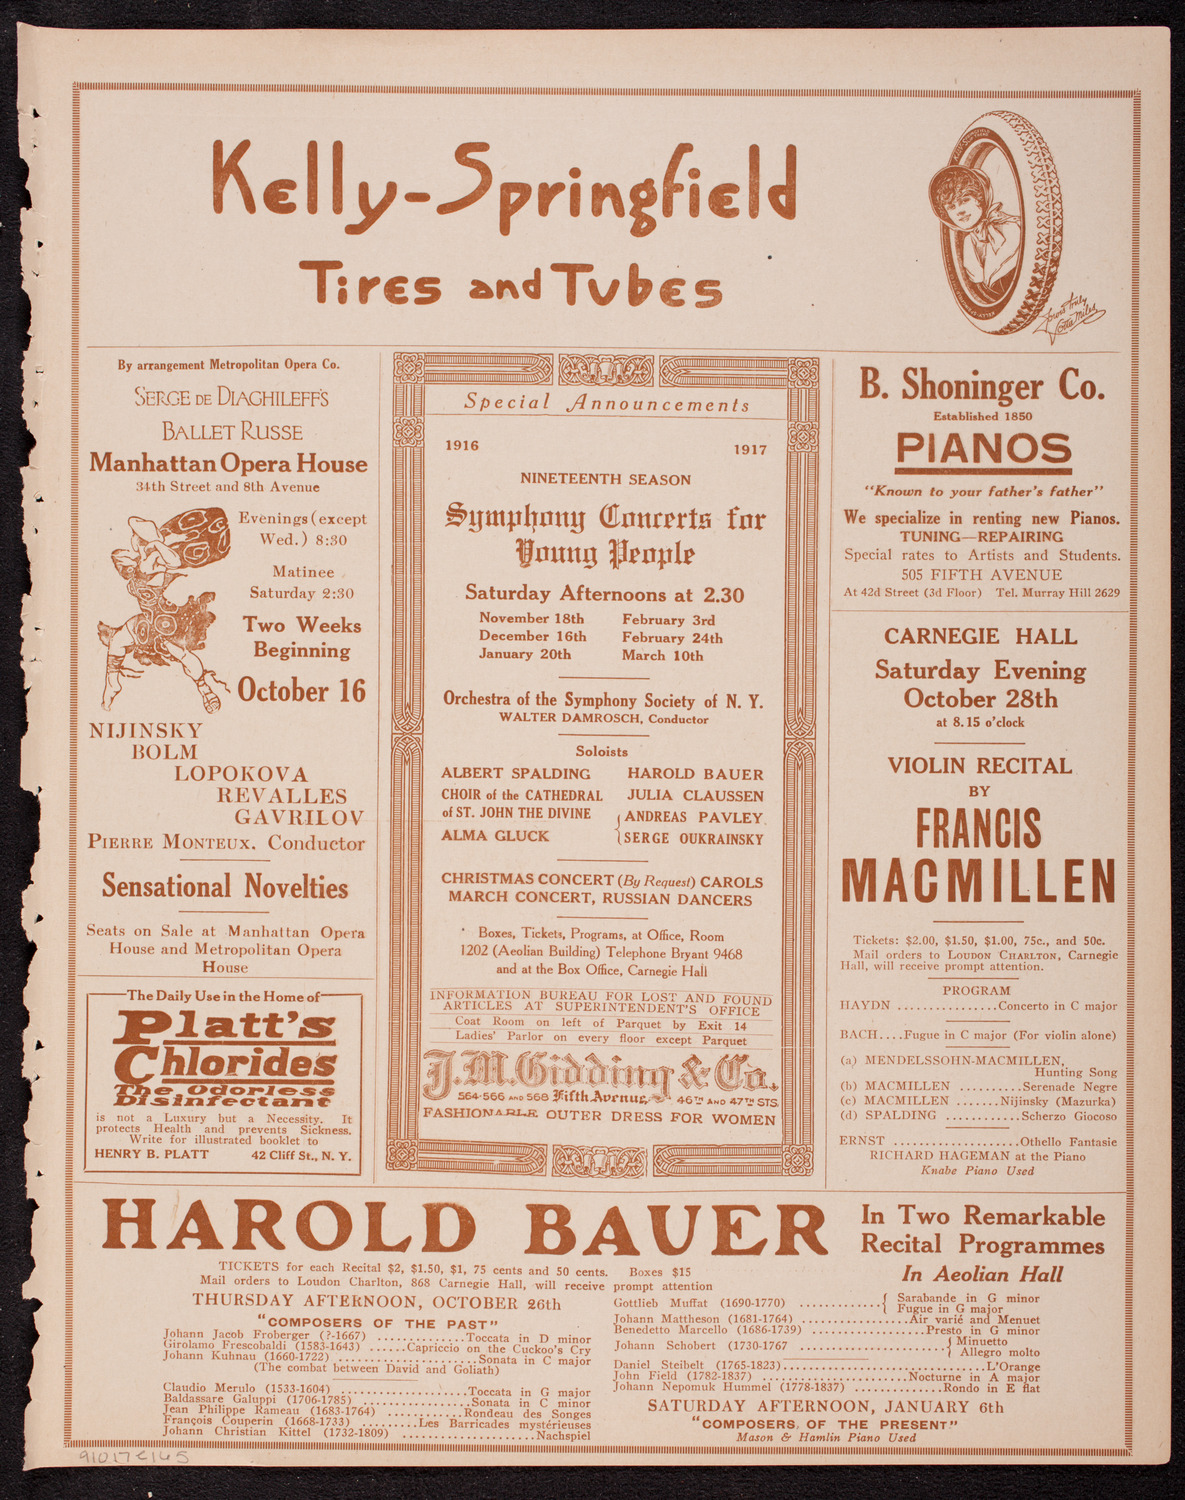 Kelly-Springfield
Tires and Tubes
Yours truly
Lotta Miles
By arrangement Metropolitan Opera Co.
SERGE DE DIAGHILEFF'S
BALLET RUSSE
Manhattan Opera House
34th Street and 8th Avenue
Evenings (except
Wed.) 8:30
Matinee
Saturday 2:30
Two Weeks
Beginning
October 16
NIJINSKY
BOLM
LOPOKOVA
REVALLES
GAVRILOV
PIERRE MONTEUX. Conductor
Sensational Novelties
Seats on Sale at Manhattan Opera
House and Metropolitan Opera
House
The Daily Use in the Home of
Platt's
Chlorides
The Odorless
Disinfectant
is not a Luxury but a Necessity. It
protects Health and prevents Sickness.
Write for illustrated booklet to
HENRY B. PLATT 42 Cliff St., N. Y.
Special Announcements
1916 1917
NINETEENTH SEASON
Symphony Concerts for
Young People
Saturday Afternoons at 2.30
November 18th February 3rd
December 16th February 24th
January 20th March 10th
Orchestra of the Symphony Society of N. Y.
WALTER DAMROSCH, Conductor
Soloists
ALBERT SPALDING HAROLD BAUER
CHOIR of the CATHEDRAL JULIA CLAUSSEN
of ST. JOHN THE DIVINE { ANDREAS PAVLEY
ALMA GLUCK { SERGE OUKRAINSKY
CHRISTMAS CONCERT (By Request) CAROLS
MARCH CONCERT, RUSSIAN DANCERS
Boxes, Tickets, Programs, at Office, Room
1202 (Aeolian Building) Telephone Bryant 9468
and at the Box Office, Carnegie Hall
INFORMATION BUREAU FOR LOST AND FOUND
ARTICLES AT SUPERINTENDENT'S OFFICE
Coat Room on left of Parquet by Exit 14
Ladies' Parlor on every floor except Parquet
J.M. Gidding & Co.
564-566 AND 568 Fifth Avenue 46TH AND 47TH STS.
FASHIONABLE OUTER DRESS FOR WOMEN
B. Shoninger Co.
Established 1850
PIANOS
"Known to your father's father"
We specialize in renting new Pianos.
TUNING—REPAIRING
Special rates to Artists and Students.
505 FIFTH AVENUE
At 42d Street (3d Floor) Tel. Murray Hill 2629
CARNEGIE HALL
Saturday Evening
October 28th
at 8.15 o'clock
VIOLIN RECITAL
BY
FRANCIS
MACMILLEN
Tickets: $2.00, $1.50, $1.00, 75c., and 50c.
Mail orders to LOUDON CHARLTON, Carnegie
Hall, will receive prompt attention.
PROGRAM
HAYDN ...............Concerto in C major
BACH....Fugue in C major (For violin alone)
(a) MENDELSSOHN-MACMILLEN,
Hunting Song
(b) MACMILLEN ..........Serenade Negre
(c) MACMILLEN .......Nijinsky (Mazurka)
(d) SPALDING ............Scherzo Giocoso
ERNST ....................Othello Fantasie
RICHARD HAGEMAN at the Piano
Knabe Piano Used
HAROLD BAUER
In Two Remarkable
Recital Programmes
In Aeolian Hall
TICKETS for each Recital $2, $1.50, $1, 75 cents and 50 cents. Boxes $15
Mail orders to Loudon Charlton, 868 Carnegie Hall, will receive prompt attention
THURSDAY AFTERNOON, OCTOBER 26th
"COMPOSERS OF THE PAST"
Johann Jacob Froberger (?-1667) ..............Toccata in D minor
Girolamo Frescobaldi (1583-1643) ......Capriccio on the Cuckoo's Cry
Johann Kuhnau (1660-1722) ......................Sonata in C major
(The combat between David and Goliath)
Claudio Merulo (1533-1604) ....................Toccata in G major
Baldassare Galuppi (1706-1785) .................Sonata in C minor
Jean Philippe Rameau (1683-1764) ............Rondeau des Songes
François Couperin (1668-1733) .........Les Barricades mystérieuses
Johann Christian Kittel (1732-1809) ....................Nachspiel
Gottlieb Muffat (1690-1770) ............{ Sarabande in G minor
{ Fugue in G major
Johann Mattheson (1681-1764) ................Air varié and Menuet
Benedetto Marcello (1686-1739) .................Presto in G minor
Johann Schobert (1730-1767 ......................{ Minuetto
{ Allegro molto
Daniel Steibelt (1765-1823)..............................L'Orange
John Field (1782-1837) ......................Nocturne in A major
Johann Nepomuk Hummel (1778-1837) .............Rondo in E flat
SATURDAY AFTERNOON, JANUARY 6th
"COMPOSERS OF THE PRESENT"
Mason & Hamlin Piano Used
91017E165